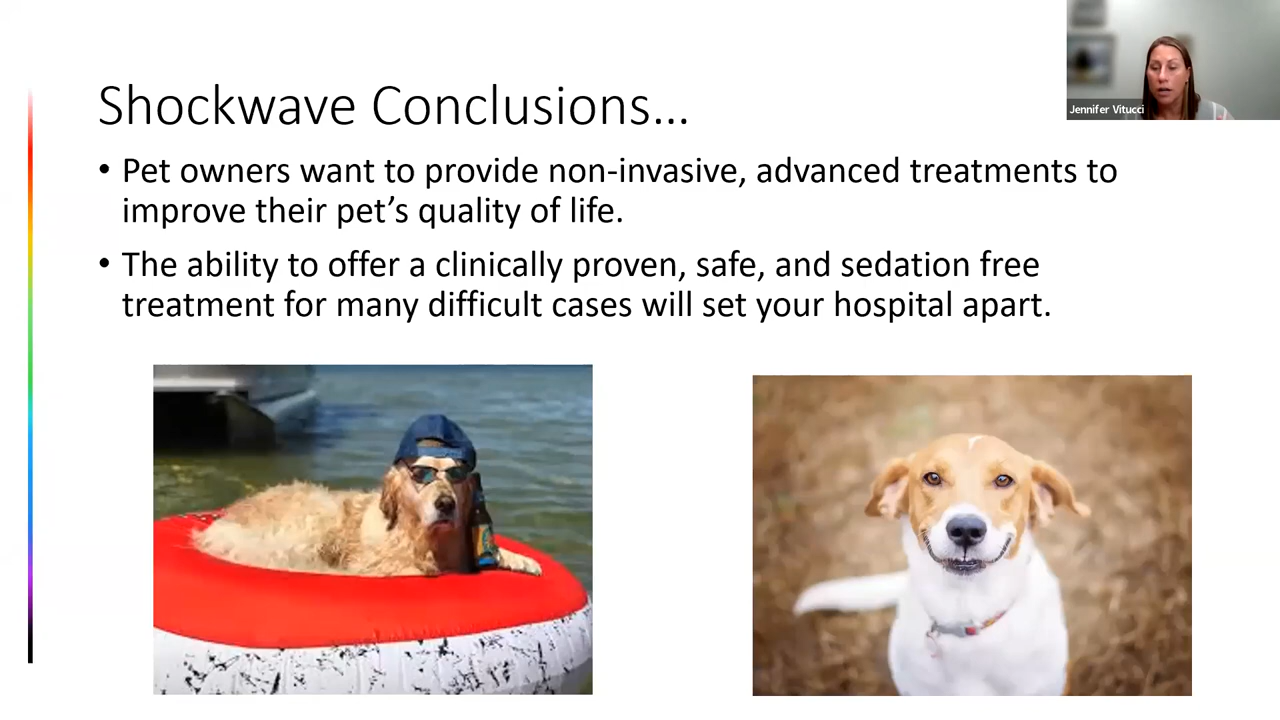 Shockwave Conclusions...
Jennifer Vitucci
• Pet owners want to provide non-invasive, advanced treatments to
improve their pet’s quality of life.
• The ability to offer a clinically proven, safe, and sedation free
treatment for many difficult cases will set your hospital apart.